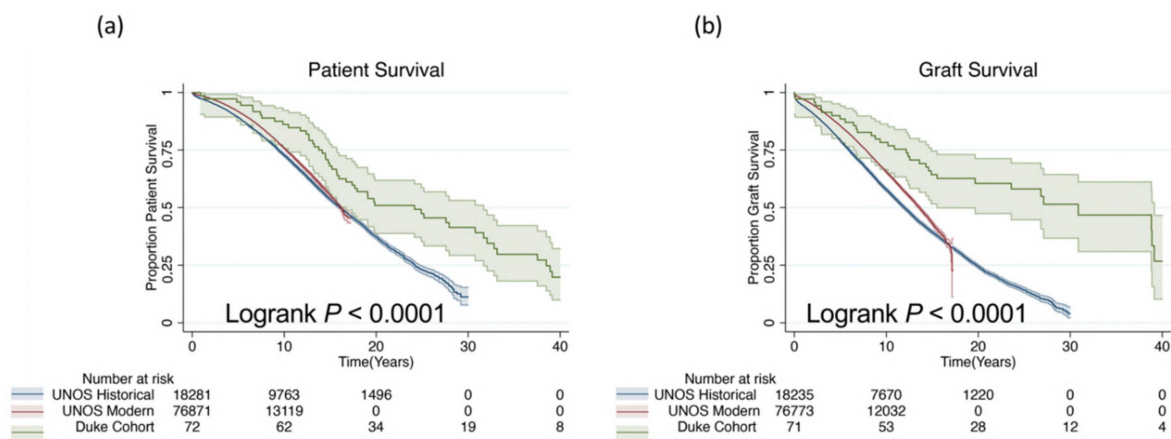 (a)
Patient Survival
Proportion Patient Survival
1
0.75
0.5
0.25
0
Logrank P < 0.0001
0 10 20 30 40
Time(Years)
Number at risk
UNOS Historical 18281 9763 1496 0 0
UNOS Modern 76871 13119 0 0 0
Duke Cohort 72 62 34 19 8
(b)
Graft Survival
Proportion Graft Survival
1
0.75
0.5
0.25
0
Logrank P < 0.0001
0 10 20 30 40
Time(Years)
Number at risk
UNOS Historical 18235 7670 1220 0 0
UNOS Modern 76773 12032 0 0 0
Duke Cohort 71 53 28 12 4